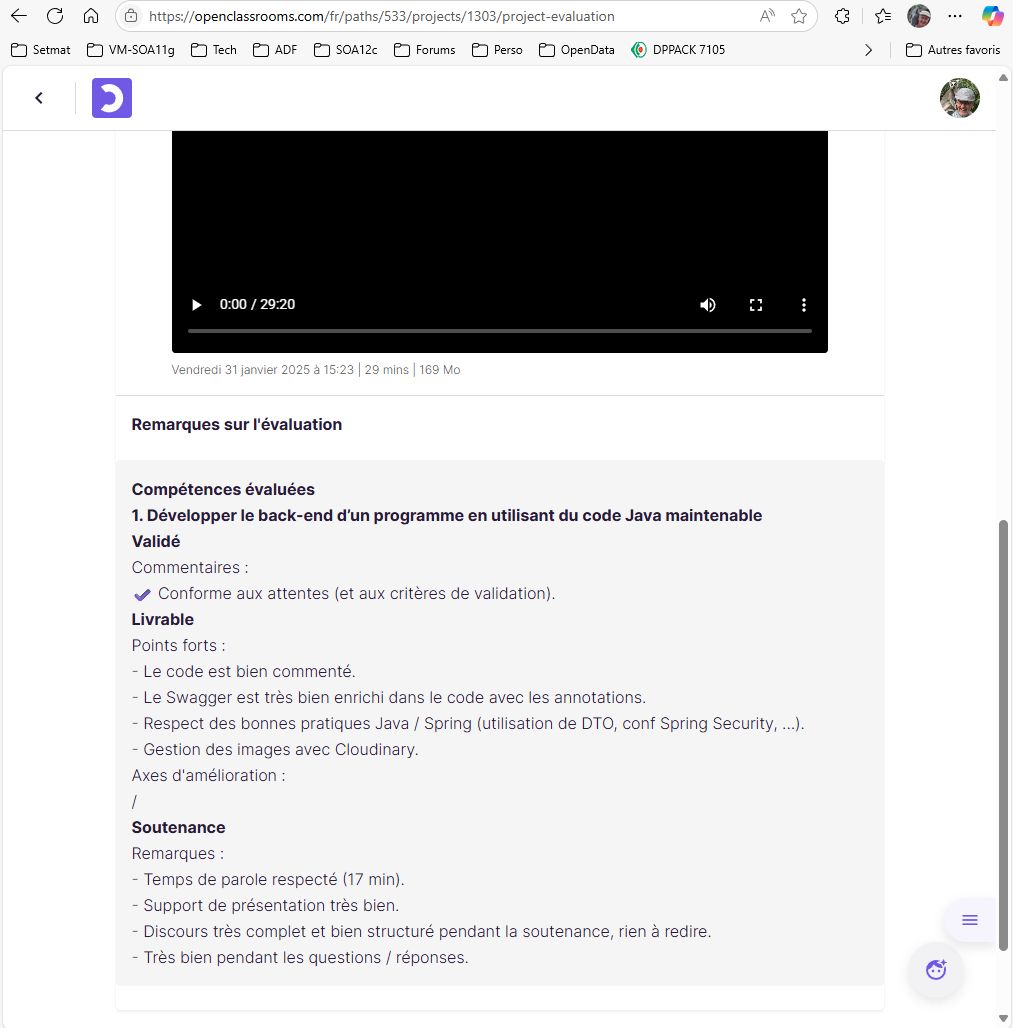 https://openclassrooms.com/fr/paths/533/projects/1303/project-evaluation
Setmat VM-SOA11g Tech ADF SOA12c Forums Perso OpenData DPPACK 7105 Autres favoris
0:00 / 29:20
Vendredi 31 janvier 2025 à 15:23 | 29 mins | 169 Mo
Remarques sur l'évaluation
Compétences évaluées
1. Développer le back-end d’un programme en utilisant du code Java maintenable
Validé
Commentaires :
Conforme aux attentes (et aux critères de validation).
Livrable
Points forts :
- Le code est bien commenté.
- Le Swagger est très bien enrichi dans le code avec les annotations.
- Respect des bonnes pratiques Java / Spring (utilisation de DTO, conf Spring Security, ...).
- Gestion des images avec Cloudinary.
Axes d'amélioration :
/
Soutenance
Remarques :
- Temps de parole respecté (17 min).
- Support de présentation très bien.
- Discours très complet et bien structuré pendant la soutenance, rien à redire.
- Très bien pendant les questions / réponses.